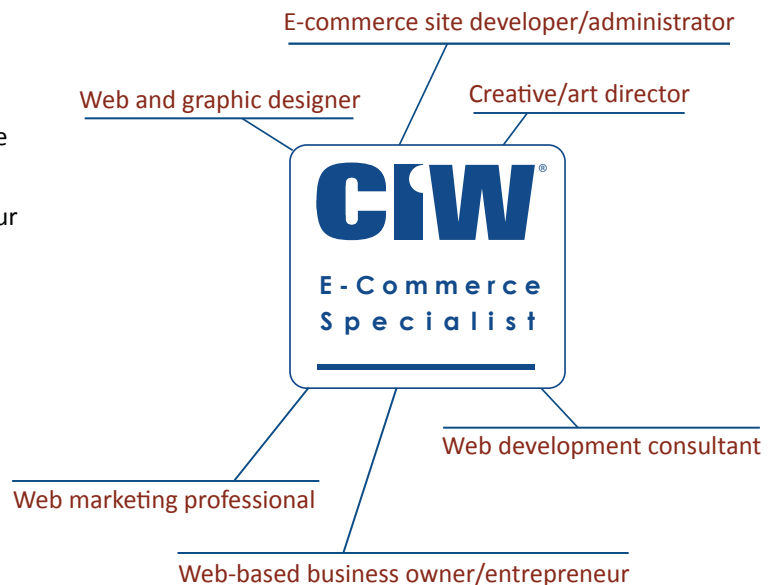 E-commerce site developer/administrator
Web and graphic designer
Creative/art director
e
ur
CIW®
E-Commerce
Specialist
Web development consultant
Web marketing professional
Web-based business owner/entrepreneur